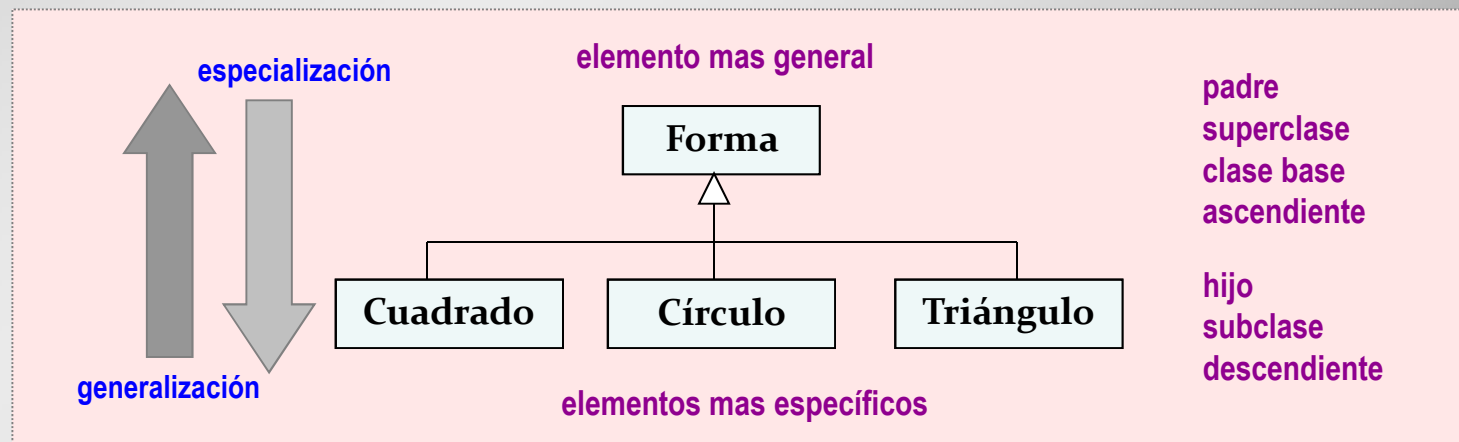 especialización
elemento mas general
padre
superclase
clase base
ascendiente
Forma
Cuadrado
Círculo
Triángulo
hijo
subclase
descendiente
generalización
elementos mas específicos